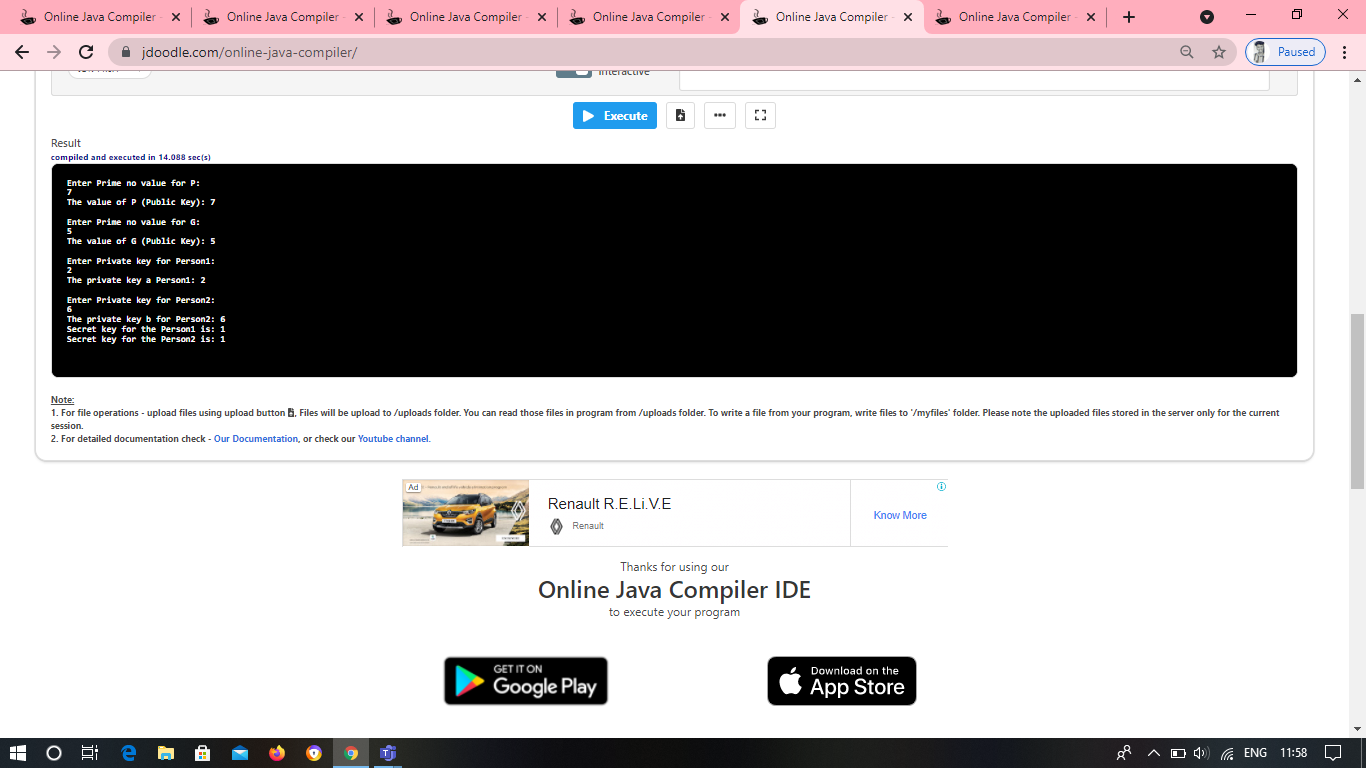 Online Java Compiler - Online Java Compiler - Online Java Compiler - Online Java Compiler - Online Java Compiler - Online Java Compiler -
jdoodle.com/online-java-compiler/
Paused
Interactive
Execute
Result
compiled and executed in 14.088 sec(s)
Enter Prime no value for P:
7
The value of P (Public Key): 7
Enter Prime no value for G:
5
The value of G (Public Key): 5
Enter Private key for Person1:
2
The private key a Person1: 2
Enter Private key for Person2:
6
The private key b for Person2: 6
Secret key for the Person1 is: 1
Secret key for the Person2 is: 1
Note:
1. For file operations - upload files using upload button , Files will be upload to /uploads folder. You can read those files in program from /uploads folder. To write a file from your program, write files to '/myfiles' folder. Please note the uploaded files stored in the server only for the current
session.
2. For detailed documentation check - Our Documentation, or check our Youtube channel.
Ad
Renault R.E.Li.V.E
Renault
Know More
Thanks for using our
Online Java Compiler IDE
to execute your program
GET IT ON
Google Play
Download on the
App Store
ENG 11:58